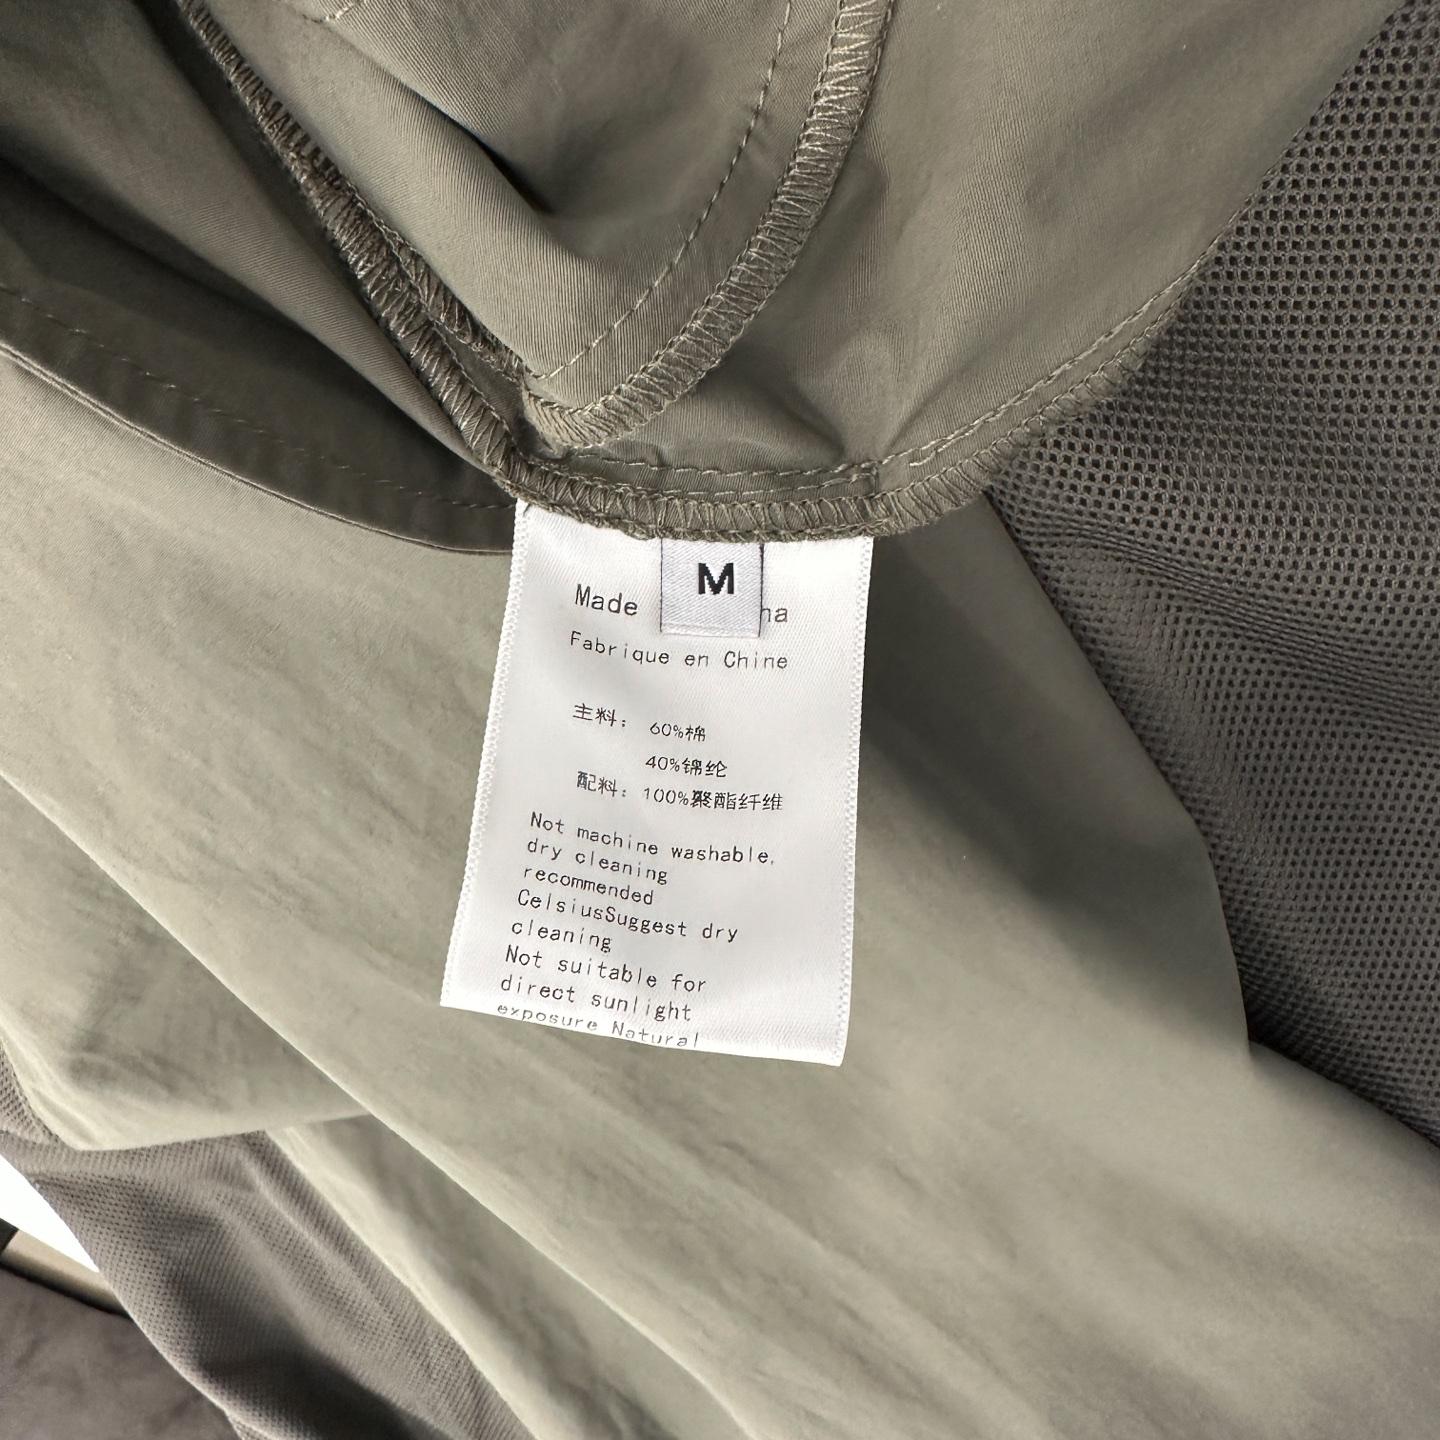 M
Made
Fabrique en Chine
主料： 60%棉
40%锦纶
配料： 100%聚酯纤维
Not machine washable,
dry cleaning
recommended
CelsiusSuggest dry
cleaning
Not suitable for
direct sunlight
exposure Natural